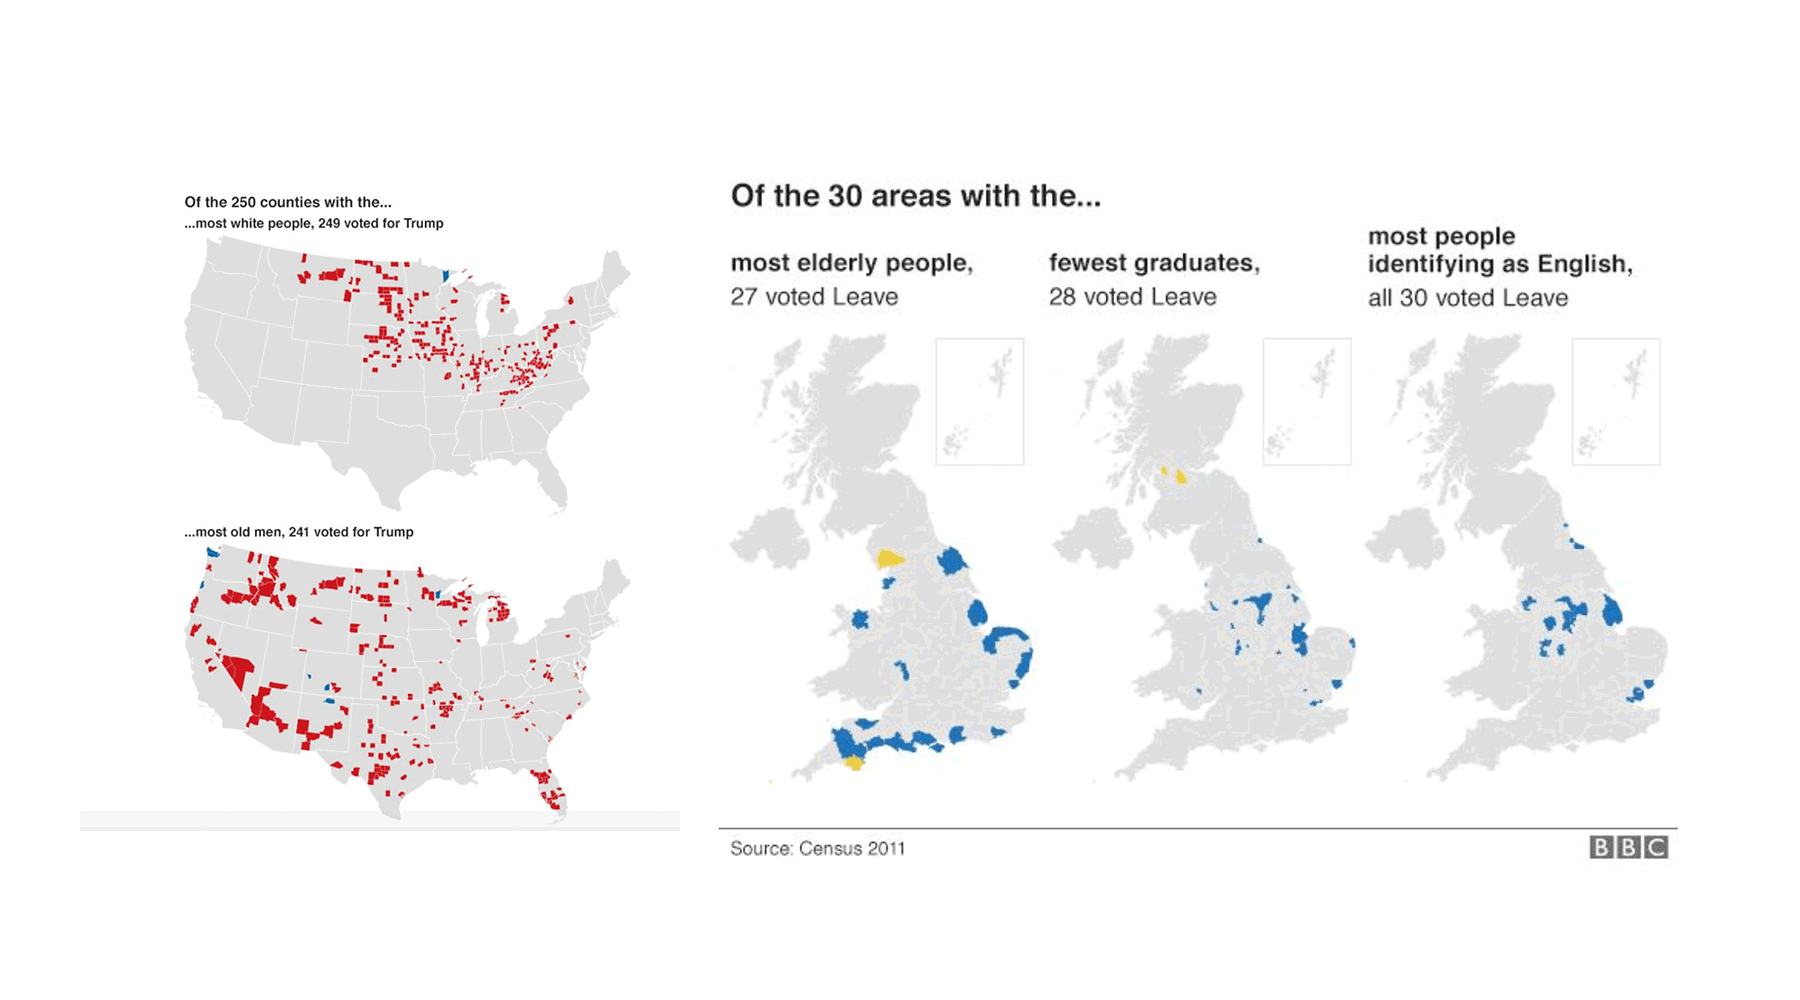 Of the 250 counties with the...
...most white people, 249 voted for Trump
...most old men, 241 voted for Trump
Of the 30 areas with the...
most elderly people,
27 voted Leave
fewest graduates,
28 voted Leave
most people
identifying as English,
all 30 voted Leave
Source: Census 2011
BBC